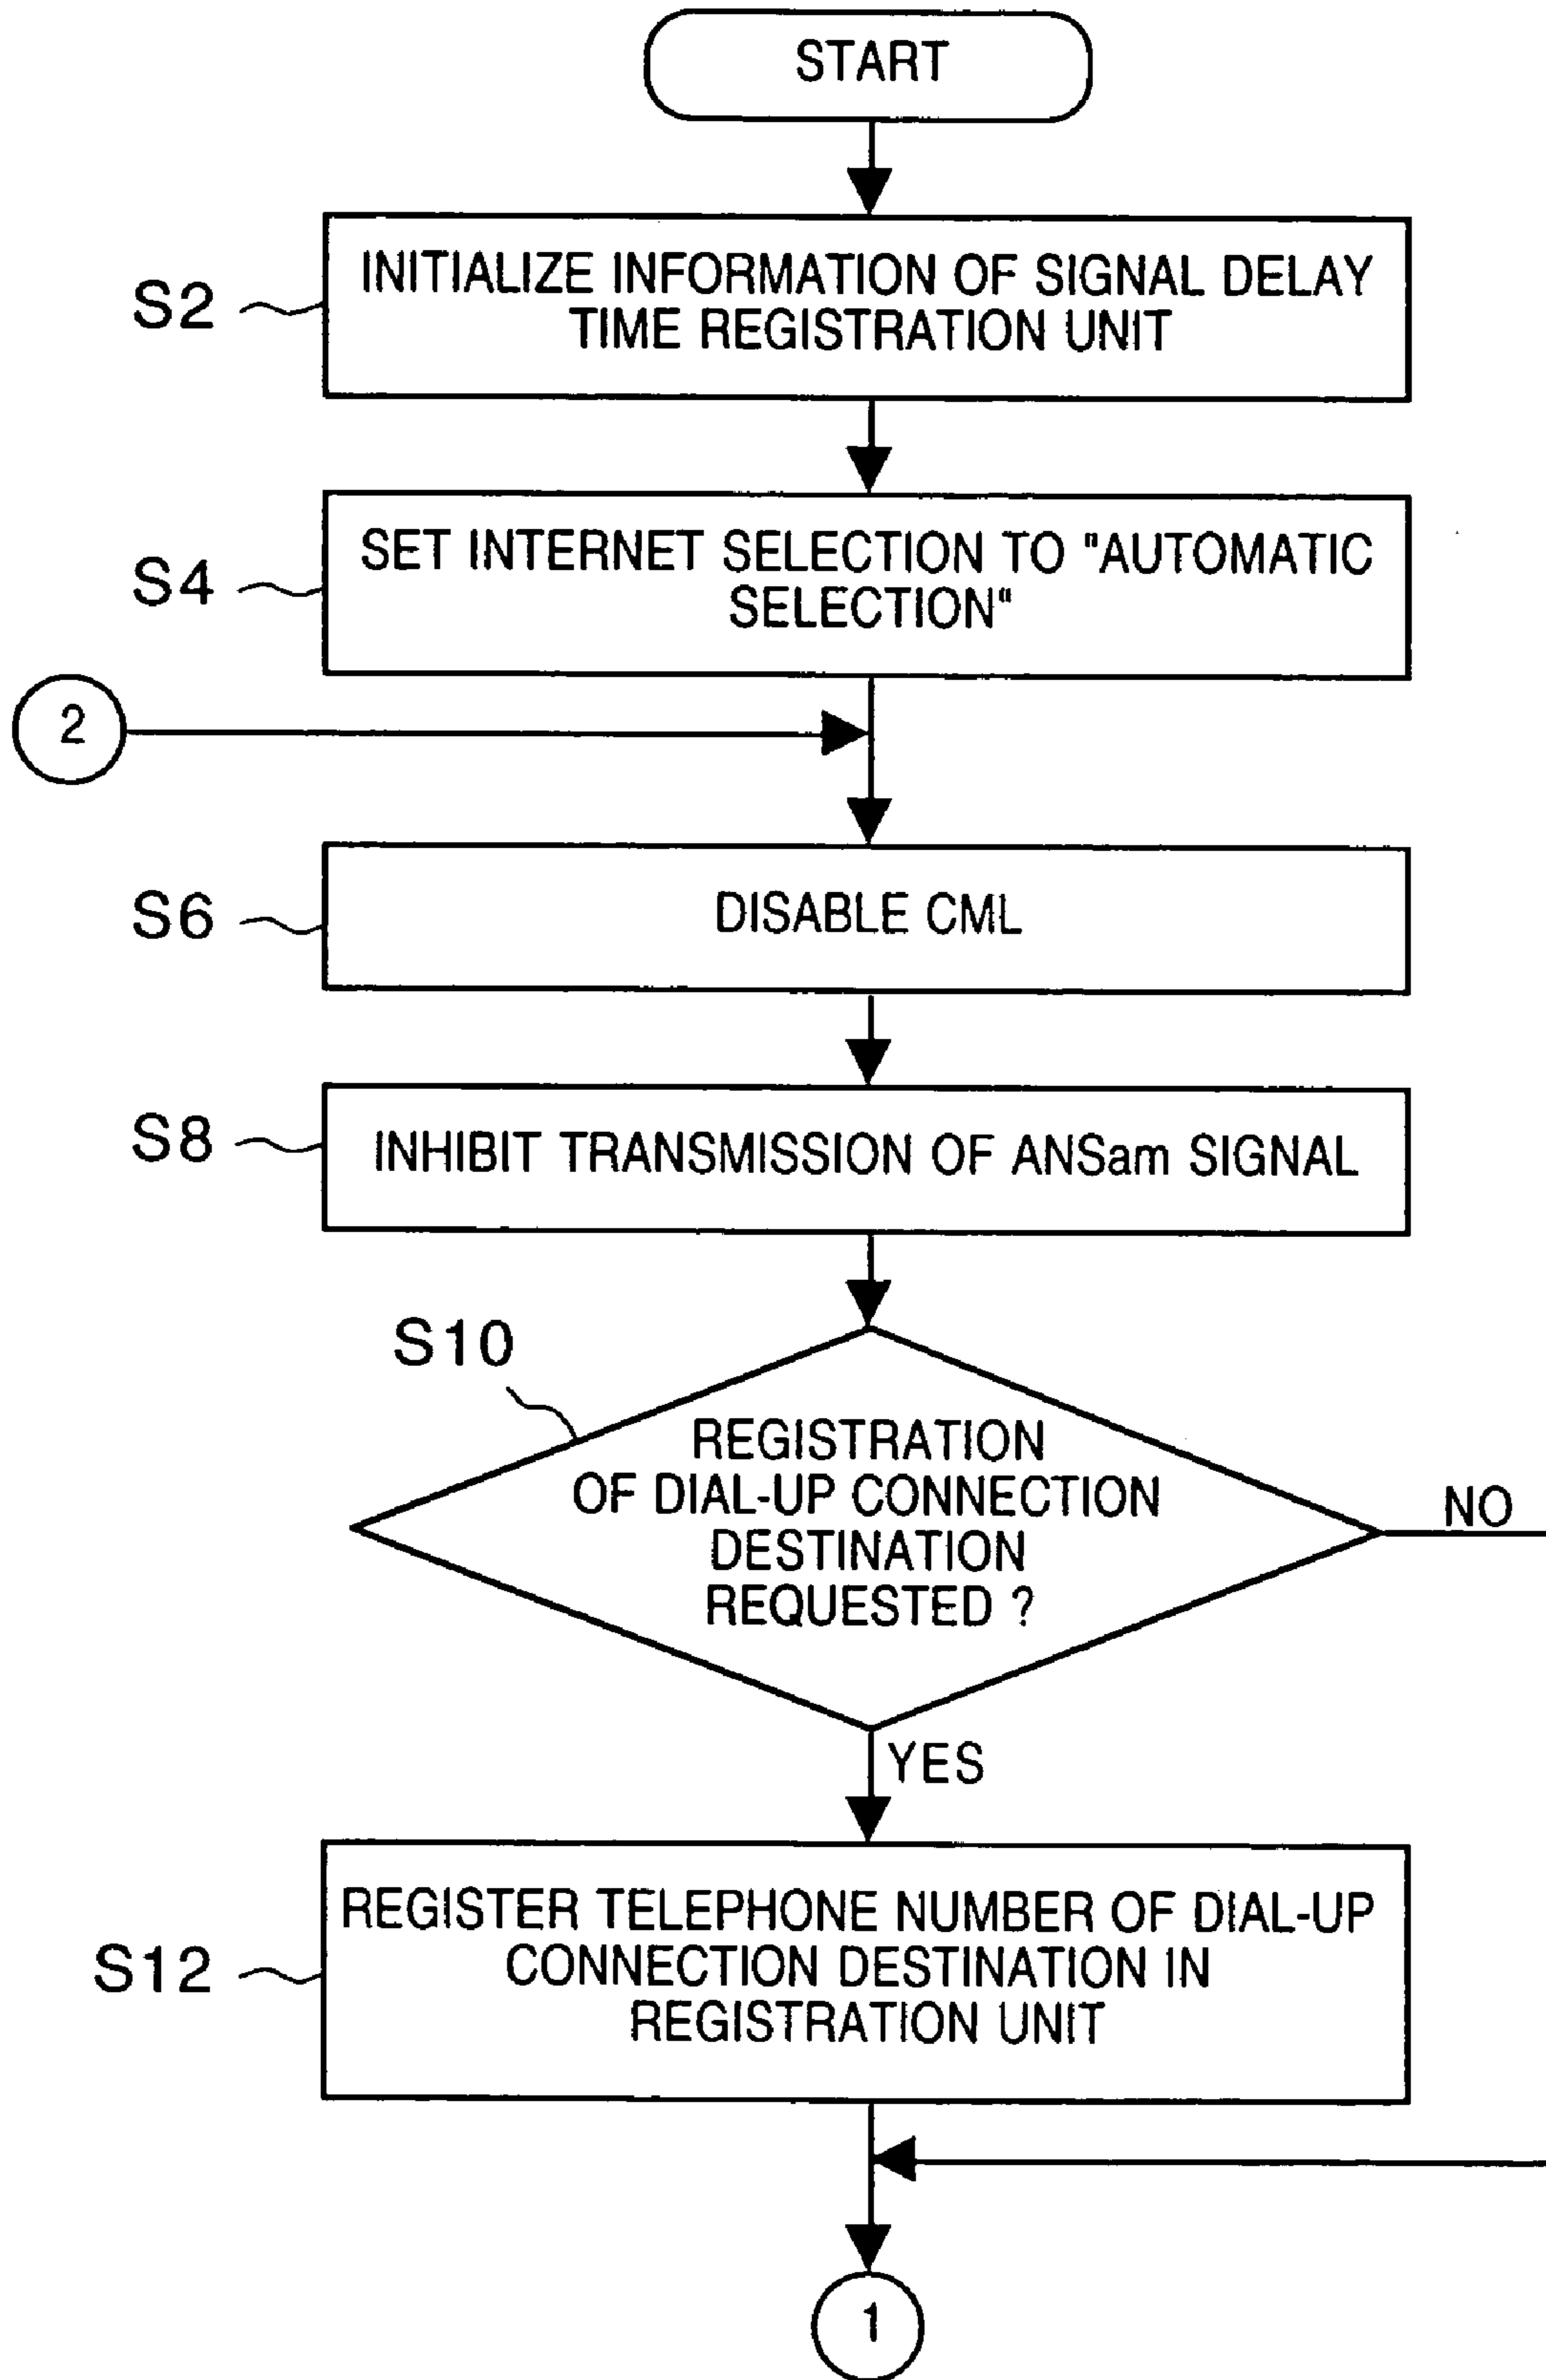 START
S2
INITIALIZE INFORMATION OF SIGNAL DELAY
TIME REGISTRATION UNIT
S4
SET INTERNET SELECTION TO "AUTOMATIC
SELECTION"
2
S6
DISABLE CML
S8
INHIBIT TRANSMISSION OF ANSam SIGNAL
S10
REGISTRATION
OF DIAL-UP CONNECTION
DESTINATION
REQUESTED ?
NO
YES
S12
REGISTER TELEPHONE NUMBER OF DIAL-UP
CONNECTION DESTINATION IN
REGISTRATION UNIT
1